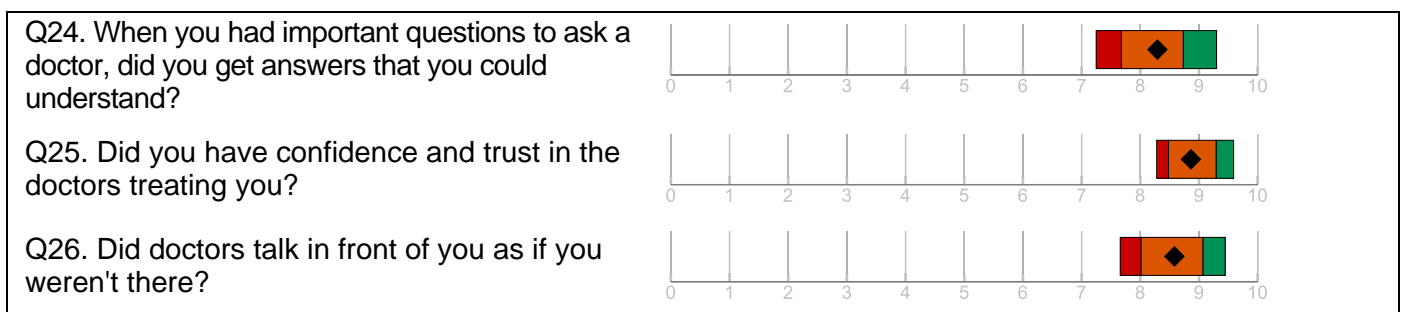 Q24. When you had important questions to ask a
doctor, did you get answers that you could
understand?
0 1 2 3 4 5 6 7 8 9 10
Q25. Did you have confidence and trust in the
doctors treating you?
0 1 2 3 4 5 6 7 8 9 10
Q26. Did doctors talk in front of you as if you
weren't there?
0 1 2 3 4 5 6 7 8 9 10